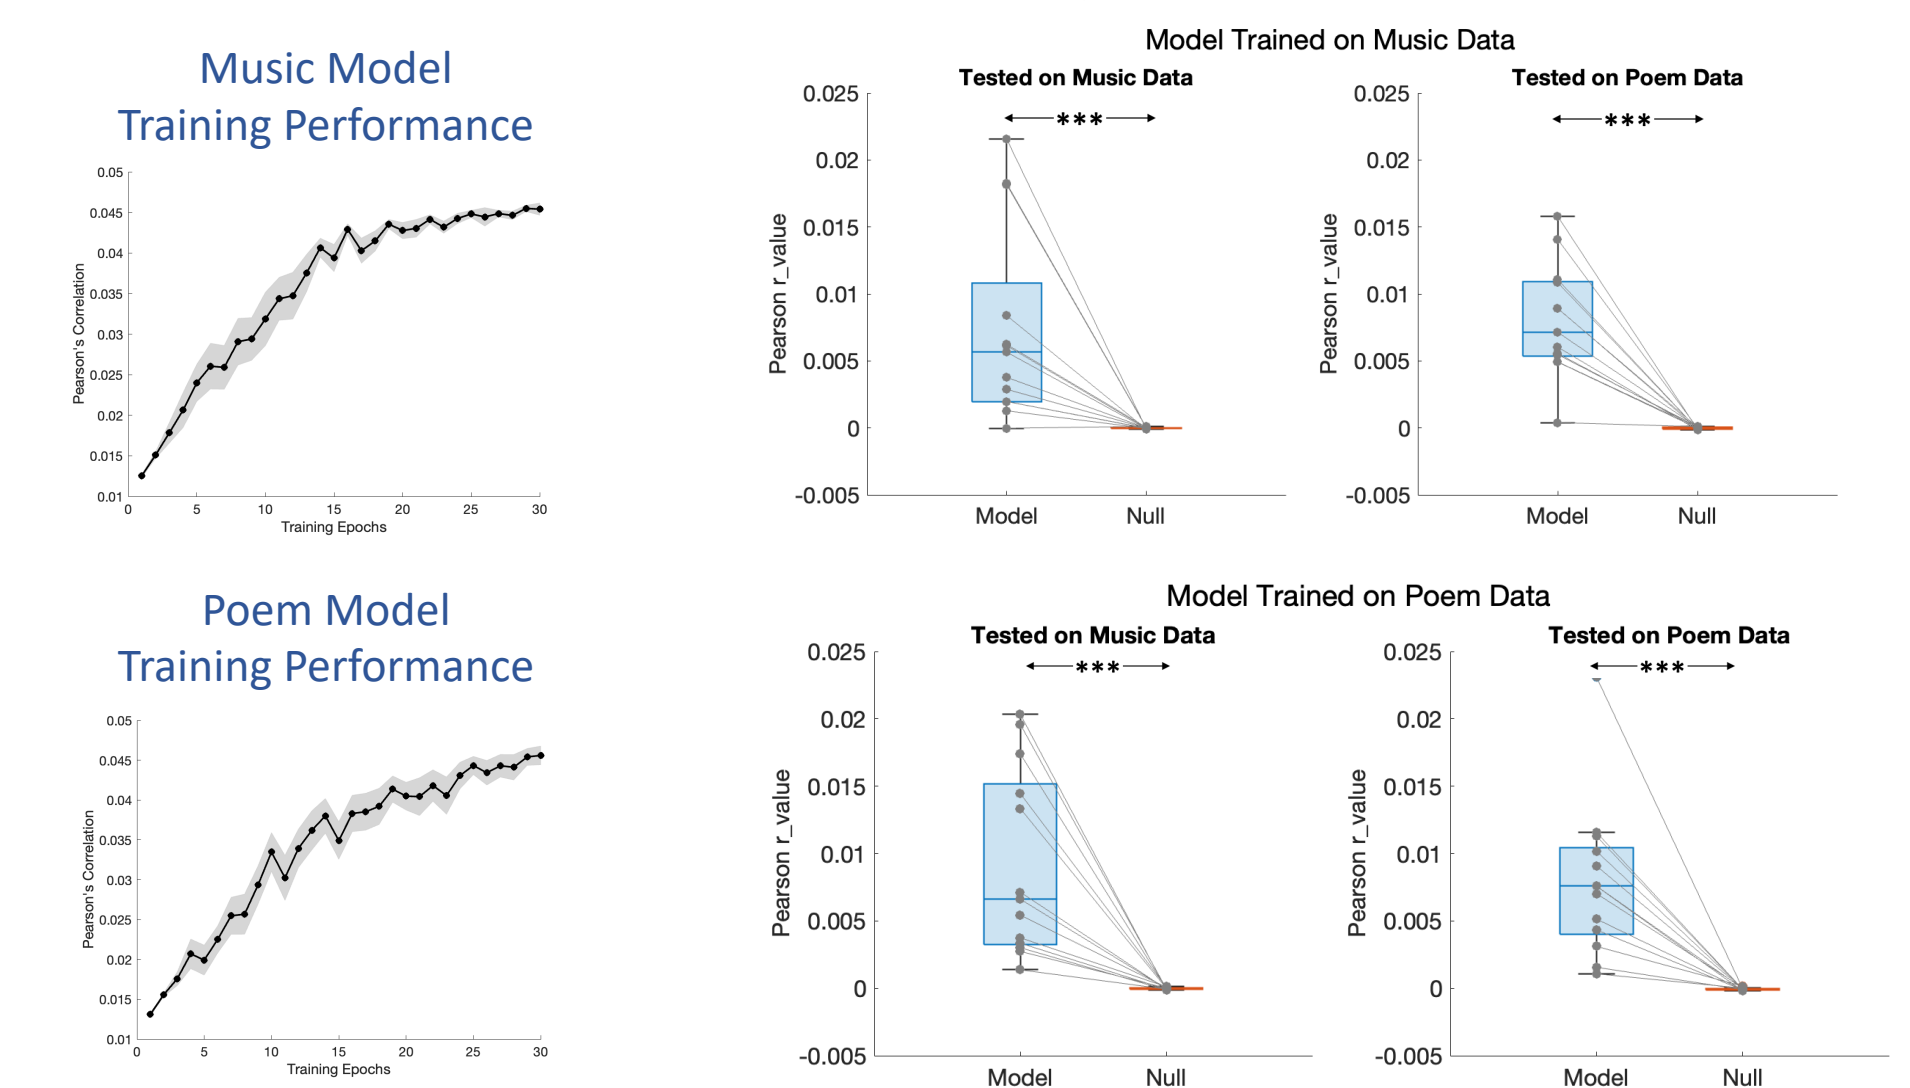 Music Model
Training Performance
0.05
0.045
0.04
0.035
0.03
0.025
0.02
0.015
0.01
Pearson's Correlation
0 5 10 15 20 25 30
Training Epochs
Model Trained on Music Data
Tested on Music Data
***
0.025
0.02
0.015
0.01
0.005
0
-0.005
Pearson r_value
Model Null
Tested on Poem Data
***
0.025
0.02
0.015
0.01
0.005
0
-0.005
Pearson r_value
Model Null
Poem Model
Training Performance
0.05
0.045
0.04
0.035
0.03
0.025
0.02
0.015
0.01
Pearson's Correlation
0 5 10 15 20 25 30
Training Epochs
Model Trained on Poem Data
Tested on Music Data
***
0.025
0.02
0.015
0.01
0.005
0
-0.005
Pearson r_value
Model Null
Tested on Poem Data
***
0.025
0.02
0.015
0.01
0.005
0
-0.005
Pearson r_value
Model Null